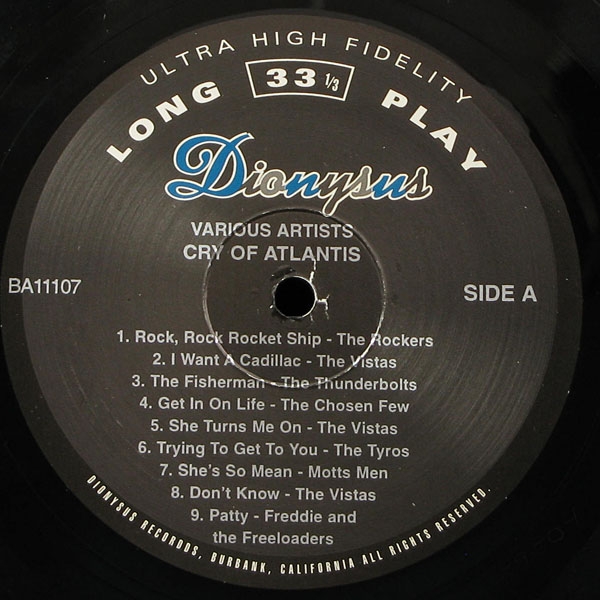 ULTRA HIGH FIDELITY
LONG 33 1/3 PLAY
Dionysus
VARIOUS ARTISTS
CRY OF ATLANTIS
BA11107
SIDE A
1. Rock, Rock Rocket Ship - The Rockers
2. I Want A Cadillac - The Vistas
3. The Fisherman - The Thunderbolts
4. Get In On Life - The Chosen Few
5. She Turns Me On - The Vistas
6. Trying To Get To You - The Tyros
7. She's So Mean - Motts Men
8. Don't Know - The Vistas
9. Patty - Freddie and
the Freeloaders
DIONYSUS RECORDS, BURBANK, CALIFORNIA ALL RIGHTS RESERVED.